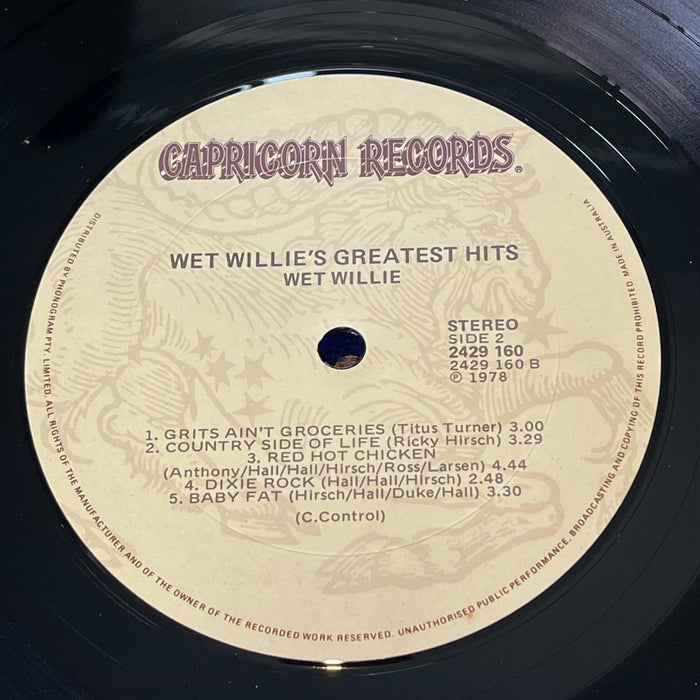 CAPRICORN RECORDS®
WET WILLIE'S GREATEST HITS
WET WILLIE
STEREO
SIDE 2
2429 160
2429 160 B
℗ 1978
1. GRITS AIN'T GROCERIES (Titus Turner) 3.00
2. COUNTRY SIDE OF LIFE (Ricky Hirsch) 3.29
3. RED HOT CHICKEN
(Anthony/Hall/Hall/Hirsch/Ross/Larsen) 4.44
4. DIXIE ROCK (Hall/Hall/Hirsch) 2.48
5. BABY FAT (Hirsch/Hall/Duke/Hall) 3.30
(C.Control)
DISTRIBUTED BY PHONOGRAM PTY. LIMITED. ALL RIGHTS OF THE MANUFACTURER AND OF THE OWNER OF THE RECORDED WORK RESERVED. UNAUTHORISED PUBLIC PERFORMANCE, BROADCASTING AND COPYING OF THIS RECORD PROHIBITED MADE IN AUSTRALIA